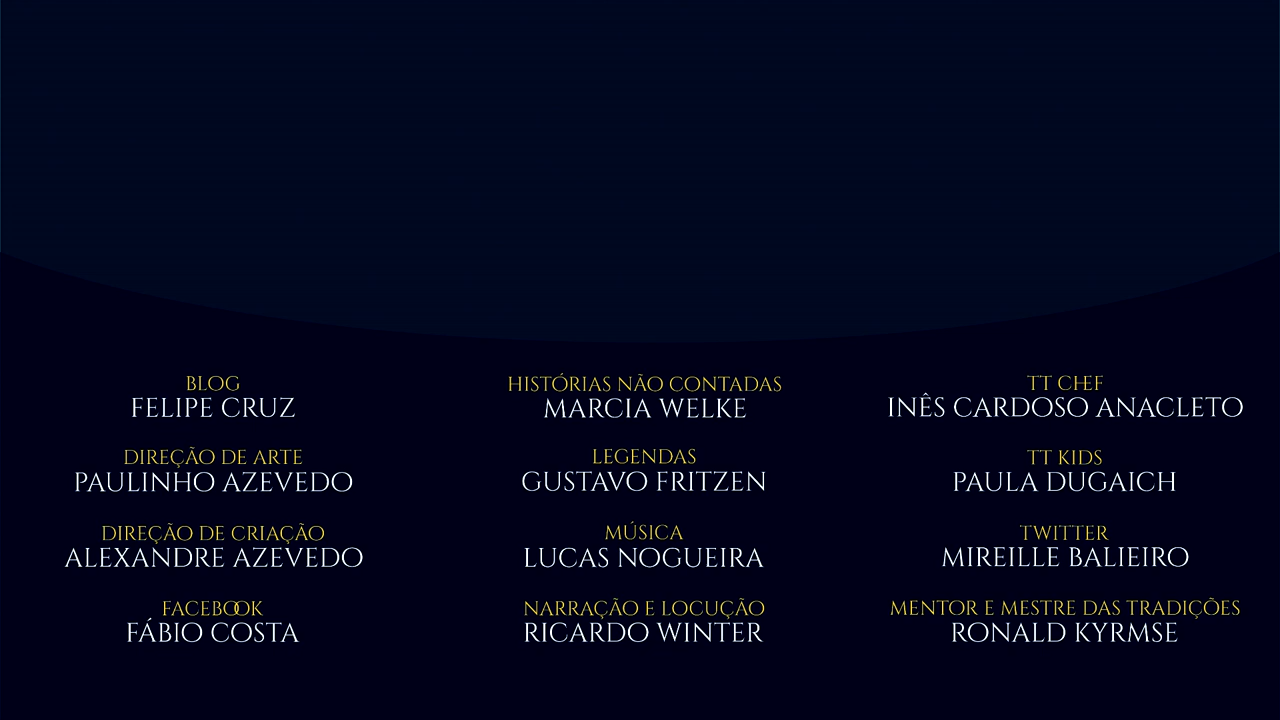 BLOG
FELIPE CRUZ
DIREÇÃO DE ARTE
PAULINHO AZEVEDO
DIREÇÃO DE CRIAÇÃO
ALEXANDRE AZEVEDO
FACEBOOK
FÁBIO COSTA
HISTÓRIAS NÃO CONTADAS
MARCIA WELKE
LEGENDAS
GUSTAVO FRITZEN
MÚSICA
LUCAS NOGUEIRA
NARRAÇÃO E LOCUÇÃO
RICARDO WINTER
TT CHEF
INÊS CARDOSO ANACLETO
TT KIDS
PAULA DUGAICH
TWITTER
MIREILLE BALIEIRO
MENTOR E MESTRE DAS TRADIÇÕES
RONALD KYRMSE